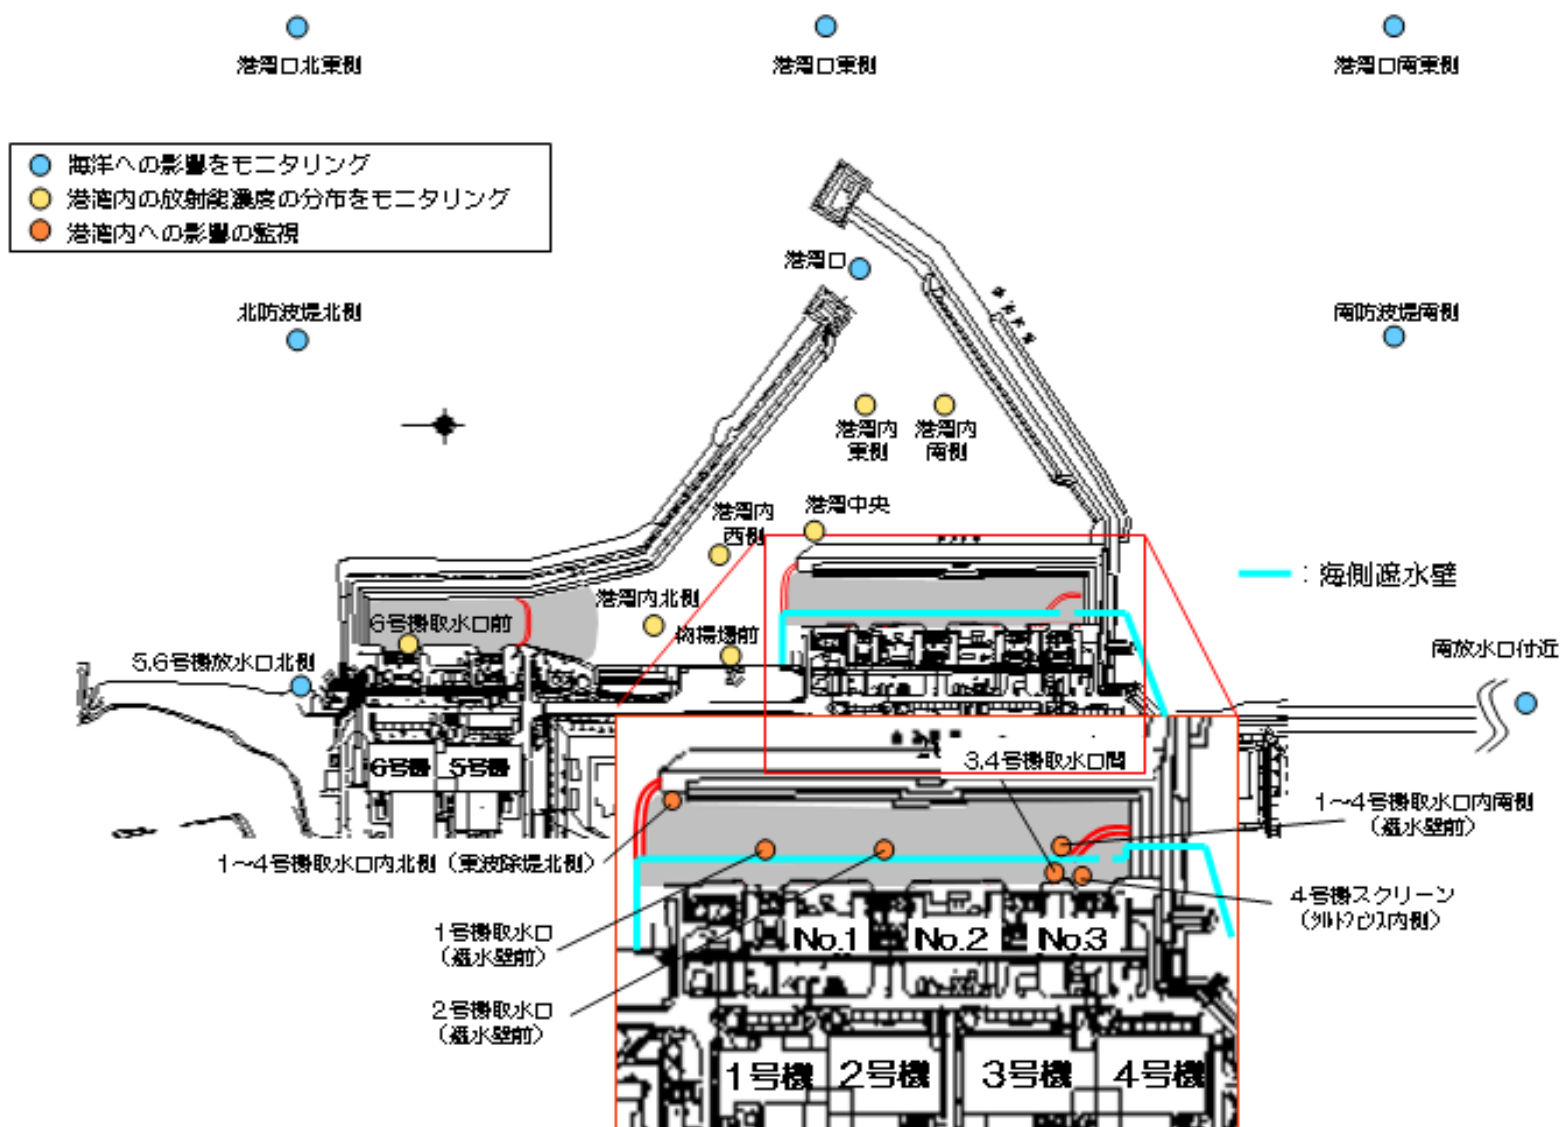 港湾口北東側
港湾口東側
港湾口南東側
海洋への影響をモニタリング
港湾内の放射能濃度の分布をモニタリング
港湾内への影響の監視
港湾口
北防波堤北側
南防波堤南側
港湾内
東側
港湾内
南側
港湾内
西側
港湾中央
：海側遮水壁
港湾内北側
6号機取水口前
物揚場前
5,6号機放水口北側
南放水口付近
6号機
5号機
3,4号機取水口間
1～4号機取水口内南側
（遮水壁前）
1～4号機取水口内北側（東波除堤北側）
4号機スクリーン
（シルトフェンス内側）
1号機取水口
（遮水壁前）
No.1
No.2
No.3
2号機取水口
（遮水壁前）
1号機
2号機
3号機
4号機